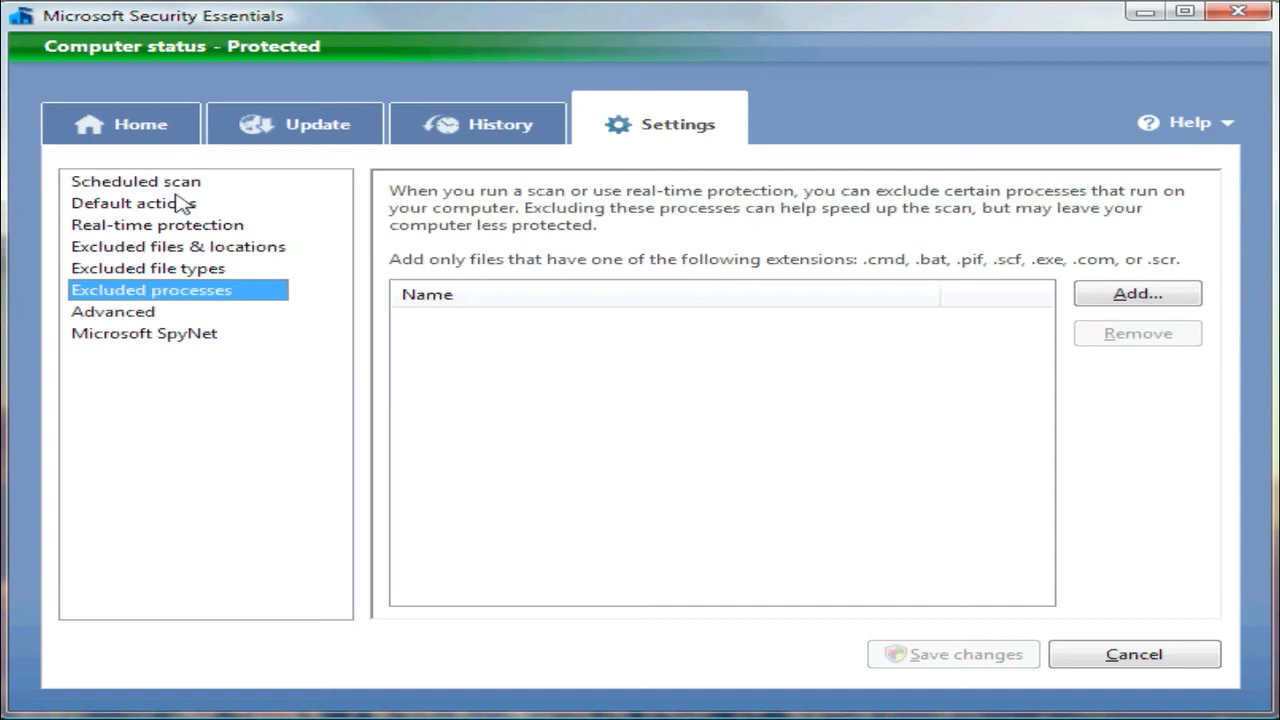 Microsoft Security Essentials
Computer status - Protected
Home
Update
History
Settings
Help
Scheduled scan
Default actions
Real-time protection
Excluded files & locations
Excluded file types
Excluded processes
Advanced
Microsoft SpyNet
When you run a scan or use real-time protection, you can exclude certain processes that run on
your computer. Excluding these processes can help speed up the scan, but may leave your
computer less protected.
Add only files that have one of the following extensions: .cmd, .bat, .pif, .scf, .exe, .com, or .scr.
Name
Add...
Remove
Save changes
Cancel